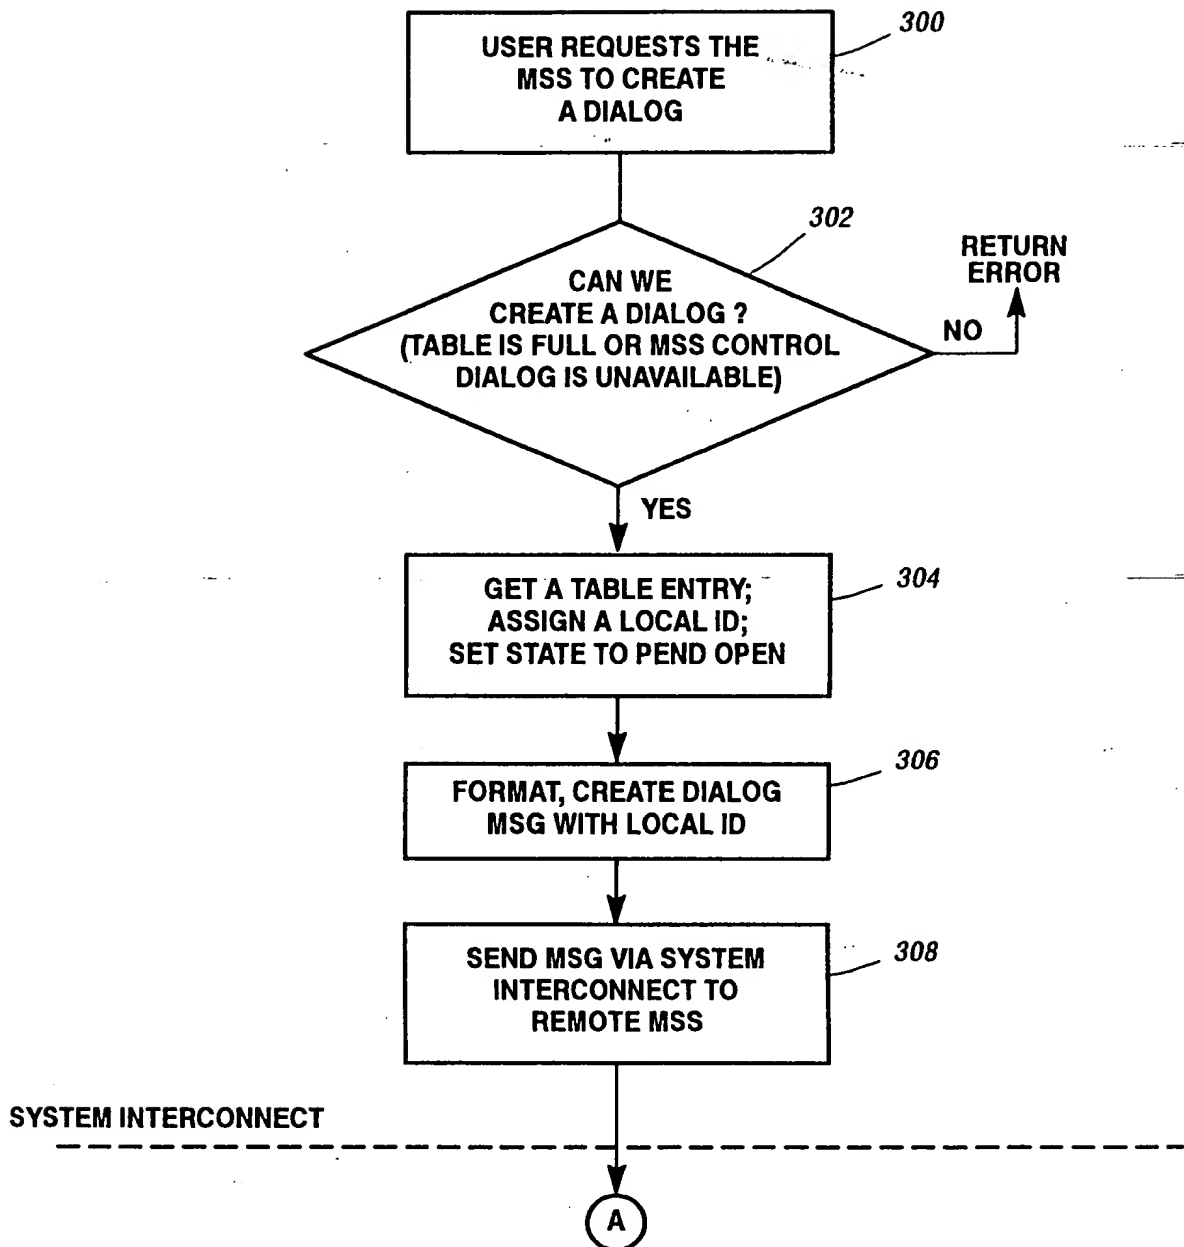 300
USER REQUESTS THE
MSS TO CREATE
A DIALOG
302
RETURN
ERROR
CAN WE
CREATE A DIALOG ?
(TABLE IS FULL OR MSS CONTROL
DIALOG IS UNAVAILABLE)
NO
YES
304
GET A TABLE ENTRY;
ASSIGN A LOCAL ID;
SET STATE TO PEND OPEN
306
FORMAT, CREATE DIALOG
MSG WITH LOCAL ID
308
SEND MSG VIA SYSTEM
INTERCONNECT TO
REMOTE MSS
SYSTEM INTERCONNECT
A